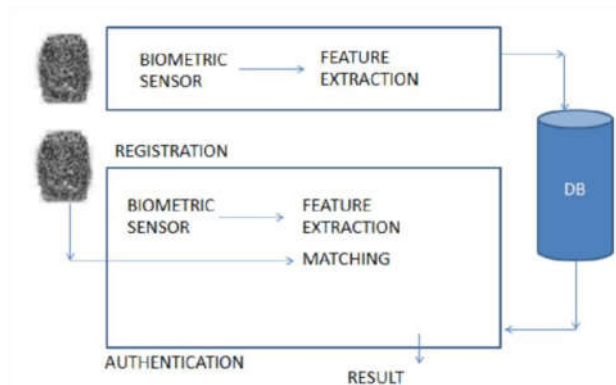 BIOMETRIC
SENSOR
FEATURE
EXTRACTION
REGISTRATION
DB
BIOMETRIC
SENSOR
FEATURE
EXTRACTION
MATCHING
AUTHENTICATION
RESULT